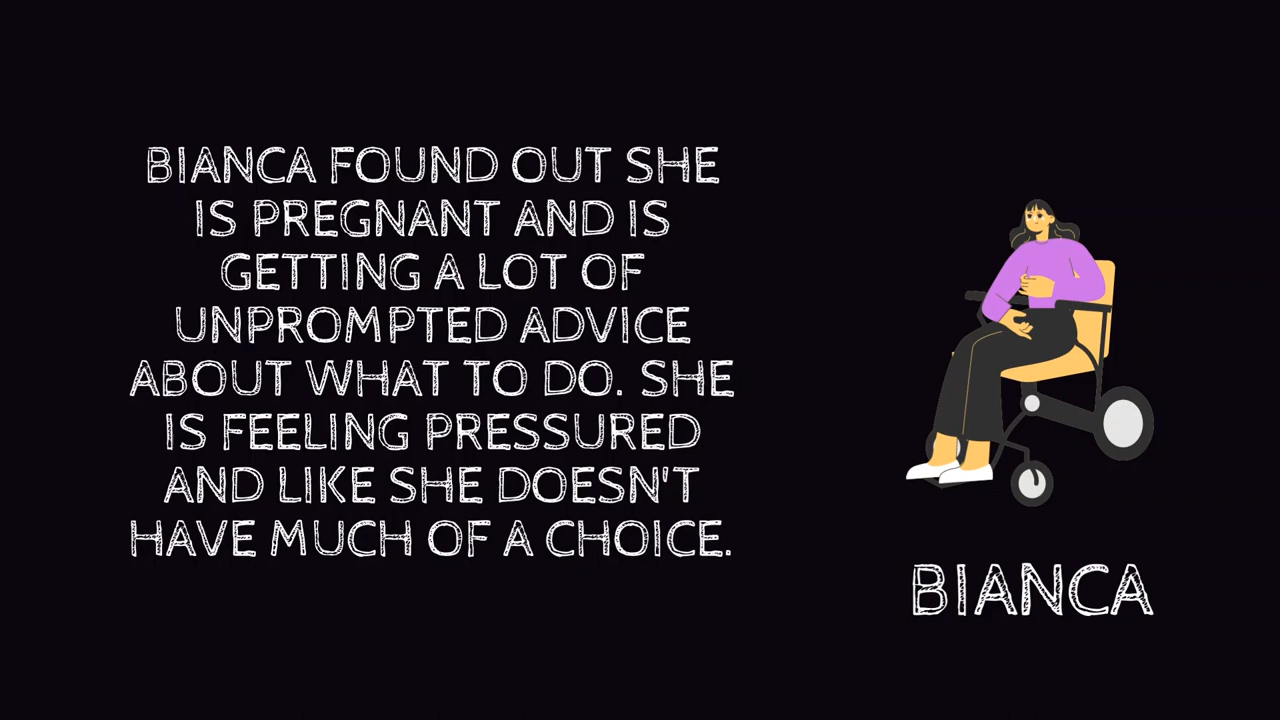 BIANCA FOUND OUT SHE
IS PREGNANT AND IS
GETTING A LOT OF
UNPROMPTED ADVICE
ABOUT WHAT TO DO. SHE
IS FEELING PRESSURED
AND LIKE SHE DOESN'T
HAVE MUCH OF A CHOICE.
BIANCA